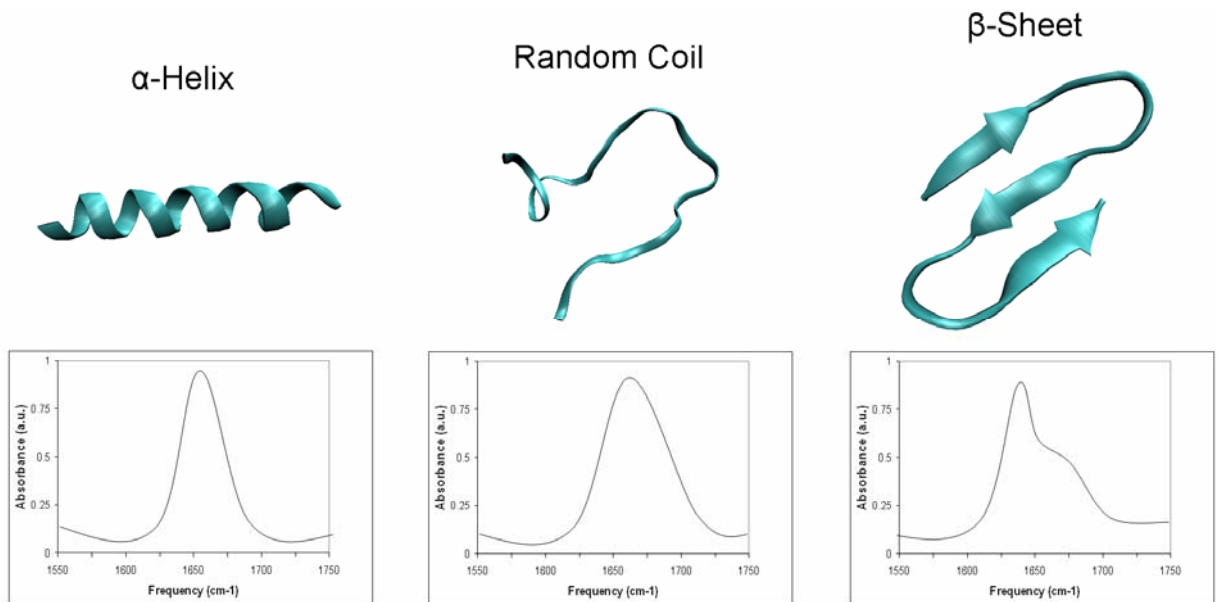 β-Sheet
Random Coil
α-Helix
1
0.75
0.5
0.25
0
Absorbance (a.u.)
1550 1600 1650 1700 1750
Frequency (cm-1)
1
0.75
0.5
0.25
0
Absorbance (a.u.)
1550 1600 1650 1700 1750
Frequency (cm-1)
1
0.75
0.5
0.25
0
Absorbance (a.u.)
1550 1600 1650 1700 1750
Frequency (cm-1)